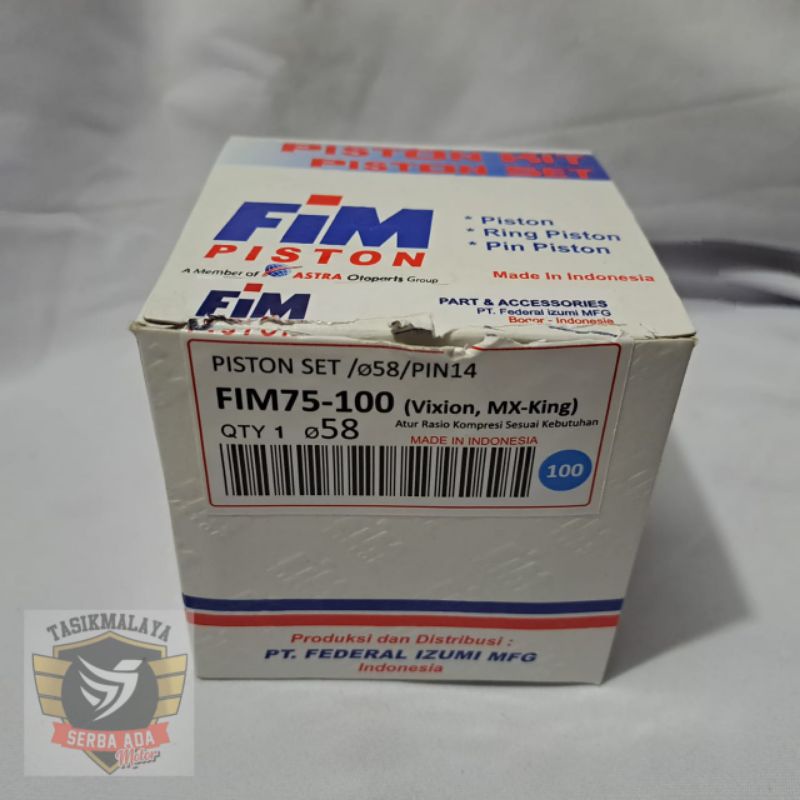 PISTON KIT
PISTON SET
FiM
PISTON
A Member of ASTRA Otoparts Group
* Piston
* Ring Piston
* Pin Piston
Made In Indonesia
FiM
PISTON
PART & ACCESSORIES
PT. Federal Izumi MFG
Bogor - Indonesia
PISTON SET /ø58/PIN14
FIM75-100 (Vixion, MX-King)
Atur Rasio Kompresi Sesuai Kebutuhan
QTY 1 ø58
MADE IN INDONESIA
100
Produksi dan Distribusi :
PT. FEDERAL IZUMI MFG
Indonesia
TASIKMALAYA
SERBA ADA
Motor